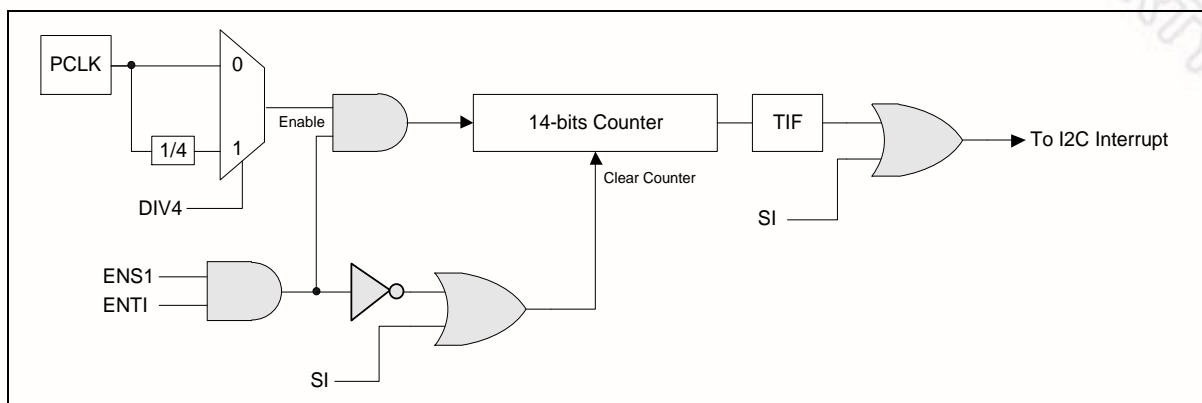 PCLK
0
1/4
1
DIV4
Enable
14-bits Counter
TIF
To I2C Interrupt
Clear Counter
SI
ENS1
ENTI
SI